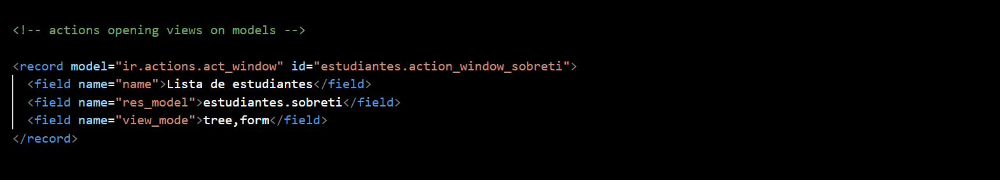 <!-- actions opening views on models -->
<record model="ir.actions.act_window" id="estudiantes.action_window_sobreti">
<field name="name">Lista de estudiantes</field>
<field name="res_model">estudiantes.sobreti</field>
<field name="view_mode">tree,form</field>
</record>